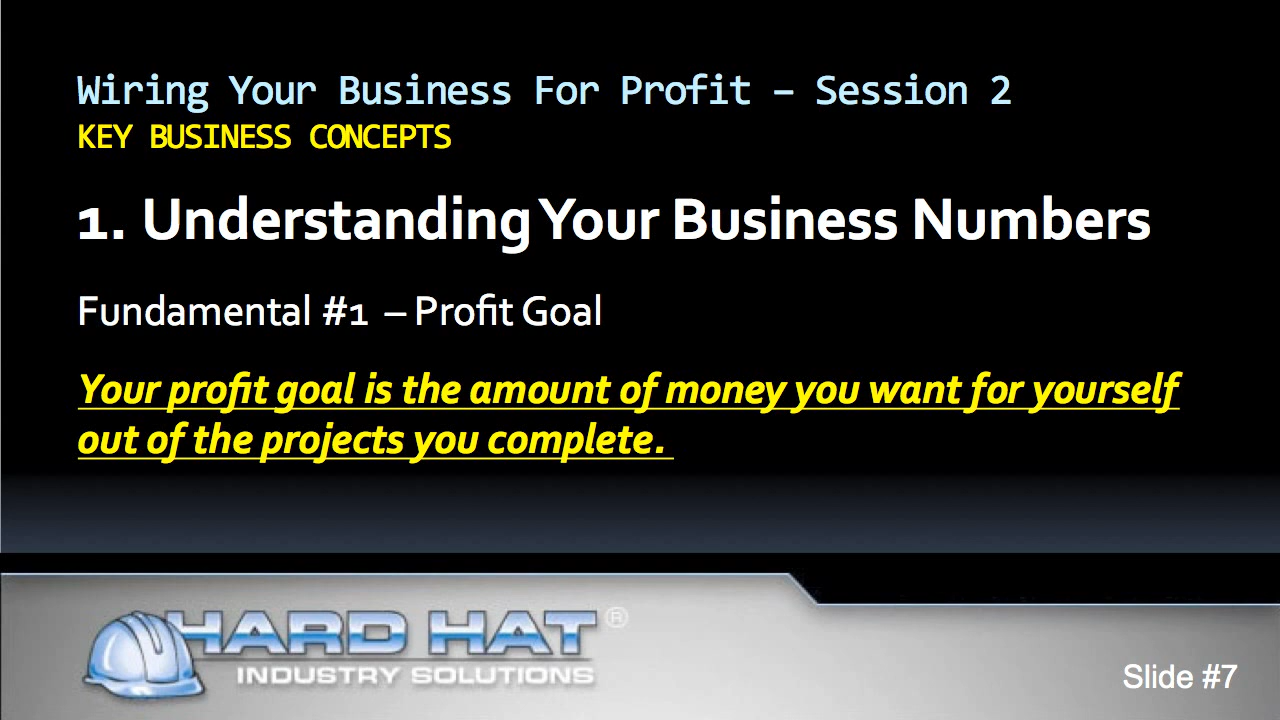 Wiring Your Business For Profit – Session 2
KEY BUSINESS CONCEPTS
1. Understanding Your Business Numbers
Fundamental #1 – Profit Goal
Your profit goal is the amount of money you want for yourself
out of the projects you complete.
HARD HAT®
INDUSTRY SOLUTIONS
Slide #7